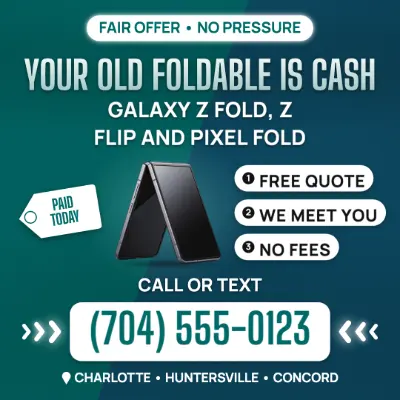 FAIR OFFER • NO PRESSURE
YOUR OLD FOLDABLE IS CASH
GALAXY Z FOLD, Z
FLIP AND PIXEL FOLD
PAID
TODAY
1 FREE QUOTE
2 WE MEET YOU
3 NO FEES
CALL OR TEXT
(704) 555-0123
CHARLOTTE • HUNTERSVILLE • CONCORD